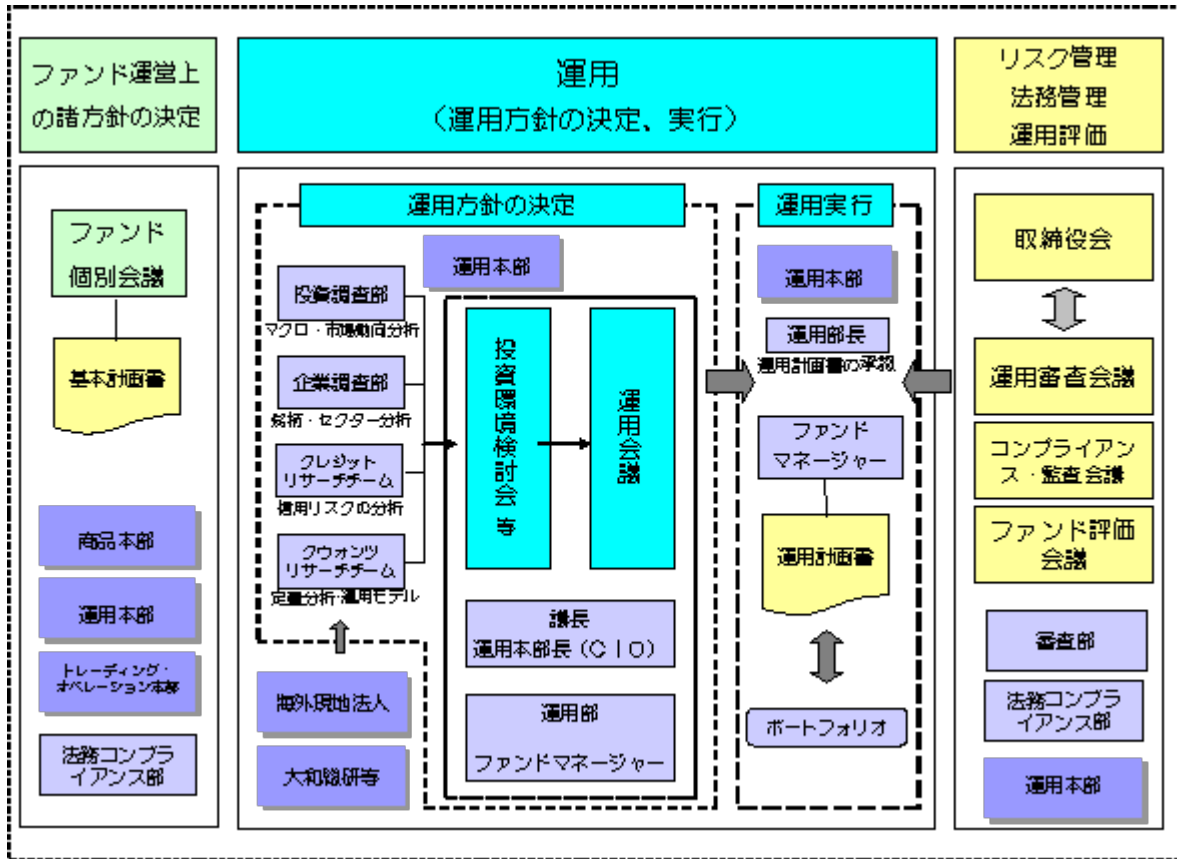 ファンド運営上
の諸方針の決定
運用
（運用方針の決定、実行）
リスク管理
法務管理
運用評価
ファンド
個別会議
基本計画書
商品本部
運用本部
トレーディング・
オペレーション本部
法務コンプラ
イアンス部
運用方針の決定
運用本部
投資調査部
マクロ・市場動向分析
企業調査部
銘柄・セクター分析
クレジット
リサーチチーム
信用リスクの分析
クウォンツ
リサーチチーム
定量分析・運用モデル
海外現地法人
大和総研等
投資環境検討会 等
運用会議
議長
運用本部長（ＣＩＯ）
運用部
ファンドマネージャー
運用実行
運用本部
運用部長
運用計画書の承認
ファンド
マネージャー
運用計画書
ポートフォリオ
取締役会
運用審査会議
コンプライアン
ス・監査会議
ファンド評価
会議
審査部
法務コンプラ
イアンス部
運用本部